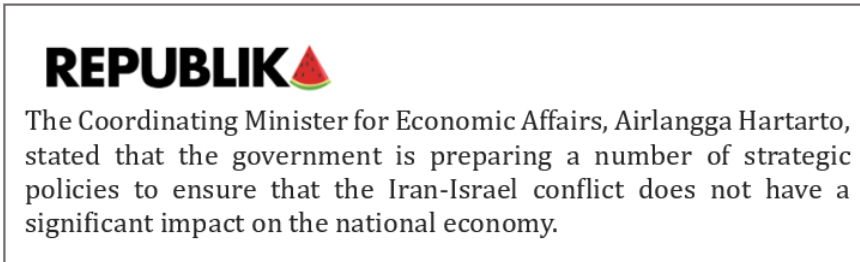 REPUBLIK
The Coordinating Minister for Economic Affairs, Airlangga Hartarto,
stated that the government is preparing a number of strategic
policies to ensure that the Iran-Israel conflict does not have a
significant impact on the national economy.